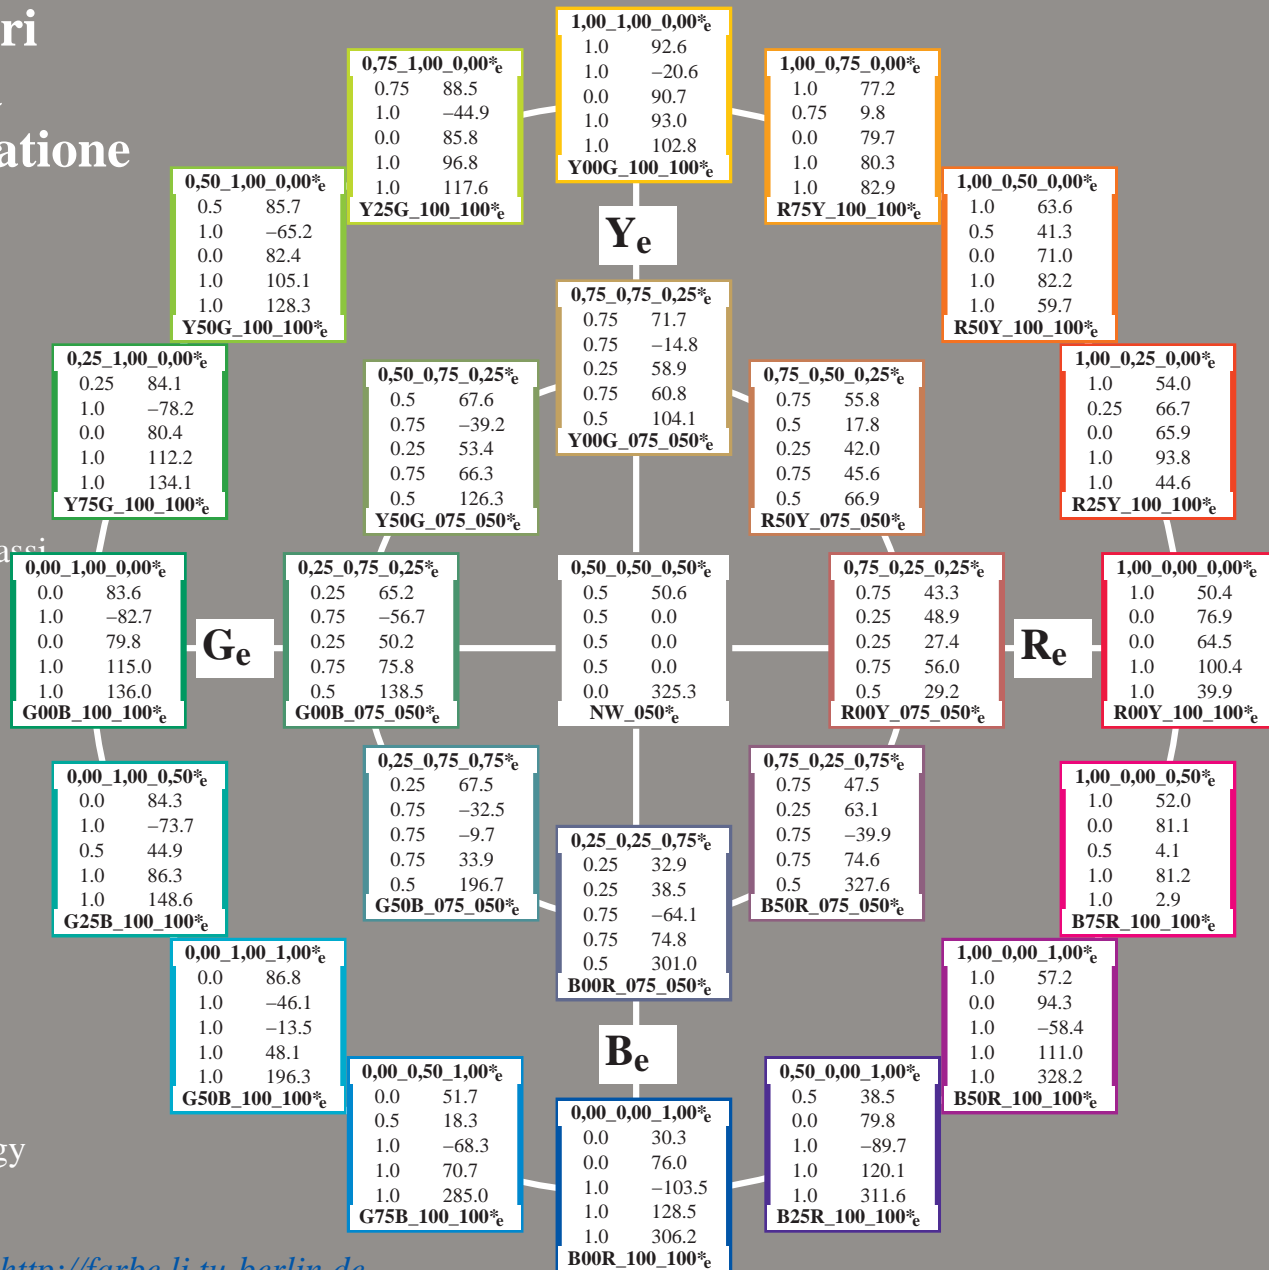 ri
atione
assi
gy
http://farbe.li.tu-berlin.de
1,00_1,00_0,00*e
1.0 92.6
1.0 −20.6
0.0 90.7
1.0 93.0
1.0 102.8
Y00G_100_100*e
0,75_1,00_0,00*e
0.75 88.5
1.0 −44.9
0.0 85.8
1.0 96.8
1.0 117.6
Y25G_100_100*e
1,00_0,75_0,00*e
1.0 77.2
0.75 9.8
0.0 79.7
1.0 80.3
1.0 82.9
R75Y_100_100*e
0,50_1,00_0,00*e
0.5 85.7
1.0 −65.2
0.0 82.4
1.0 105.1
1.0 128.3
Y50G_100_100*e
1,00_0,50_0,00*e
1.0 63.6
0.5 41.3
0.0 71.0
1.0 82.2
1.0 59.7
R50Y_100_100*e
Ye
0,75_0,75_0,25*e
0.75 71.7
0.75 −14.8
0.25 58.9
0.75 60.8
0.5 104.1
Y00G_075_050*e
0,25_1,00_0,00*e
0.25 84.1
1.0 −78.2
0.0 80.4
1.0 112.2
1.0 134.1
Y75G_100_100*e
0,50_0,75_0,25*e
0.5 67.6
0.75 −39.2
0.25 53.4
0.75 66.3
0.5 126.3
Y50G_075_050*e
0,75_0,50_0,25*e
0.75 55.8
0.5 17.8
0.25 42.0
0.75 45.6
0.5 66.9
R50Y_075_050*e
1,00_0,25_0,00*e
1.0 54.0
0.25 66.7
0.0 65.9
1.0 93.8
1.0 44.6
R25Y_100_100*e
0,00_1,00_0,00*e
0.0 83.6
1.0 −82.7
0.0 79.8
1.0 115.0
1.0 136.0
G00B_100_100*e
Ge
0,25_0,75_0,25*e
0.25 65.2
0.75 −56.7
0.25 50.2
0.75 75.8
0.5 138.5
G00B_075_050*e
0,50_0,50_0,50*e
0.5 50.6
0.5 0.0
0.5 0.0
0.5 0.0
0.0 325.3
NW_050*e
0,75_0,25_0,25*e
0.75 43.3
0.25 48.9
0.25 27.4
0.75 56.0
0.5 29.2
R00Y_075_050*e
Re
1,00_0,00_0,00*e
1.0 50.4
0.0 76.9
0.0 64.5
1.0 100.4
1.0 39.9
R00Y_100_100*e
0,00_1,00_0,50*e
0.0 84.3
1.0 −73.7
0.5 44.9
1.0 86.3
1.0 148.6
G25B_100_100*e
0,25_0,75_0,75*e
0.25 67.5
0.75 −32.5
0.75 −9.7
0.75 33.9
0.5 196.7
G50B_075_050*e
0,25_0,25_0,75*e
0.25 32.9
0.25 38.5
0.75 −64.1
0.75 74.8
0.5 301.0
B00R_075_050*e
0,75_0,25_0,75*e
0.75 47.5
0.25 63.1
0.75 −39.9
0.75 74.6
0.5 327.6
B50R_075_050*e
1,00_0,00_0,50*e
1.0 52.0
0.0 81.1
0.5 4.1
1.0 81.2
1.0 2.9
B75R_100_100*e
0,00_1,00_1,00*e
0.0 86.8
1.0 −46.1
1.0 −13.5
1.0 48.1
1.0 196.3
G50B_100_100*e
Be
1,00_0,00_1,00*e
1.0 57.2
0.0 94.3
1.0 −58.4
1.0 111.0
1.0 328.2
B50R_100_100*e
0,00_0,50_1,00*e
0.0 51.7
0.5 18.3
1.0 −68.3
1.0 70.7
1.0 285.0
G75B_100_100*e
0,00_0,00_1,00*e
0.0 30.3
0.0 76.0
1.0 −103.5
1.0 128.5
1.0 306.2
B00R_100_100*e
0,50_0,00_1,00*e
0.5 38.5
0.0 79.8
1.0 −89.7
1.0 120.1
1.0 311.6
B25R_100_100*e